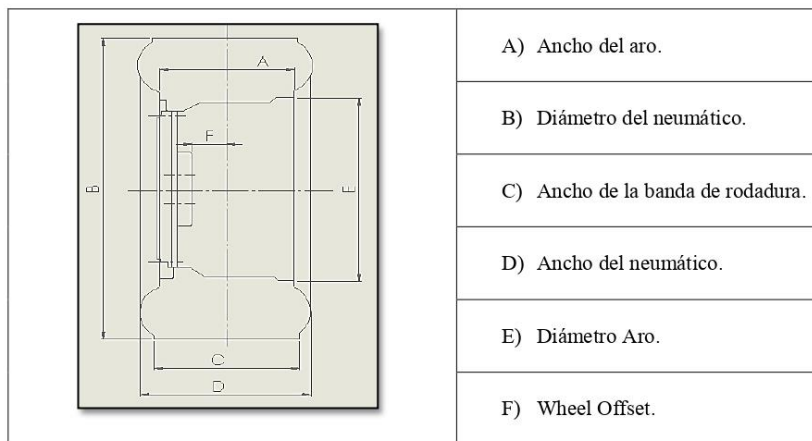 A
F
B
E
C
D
A) Ancho del aro.
B) Diámetro del neumático.
C) Ancho de la banda de rodadura.
D) Ancho del neumático.
E) Diámetro Aro.
F) Wheel Offset.